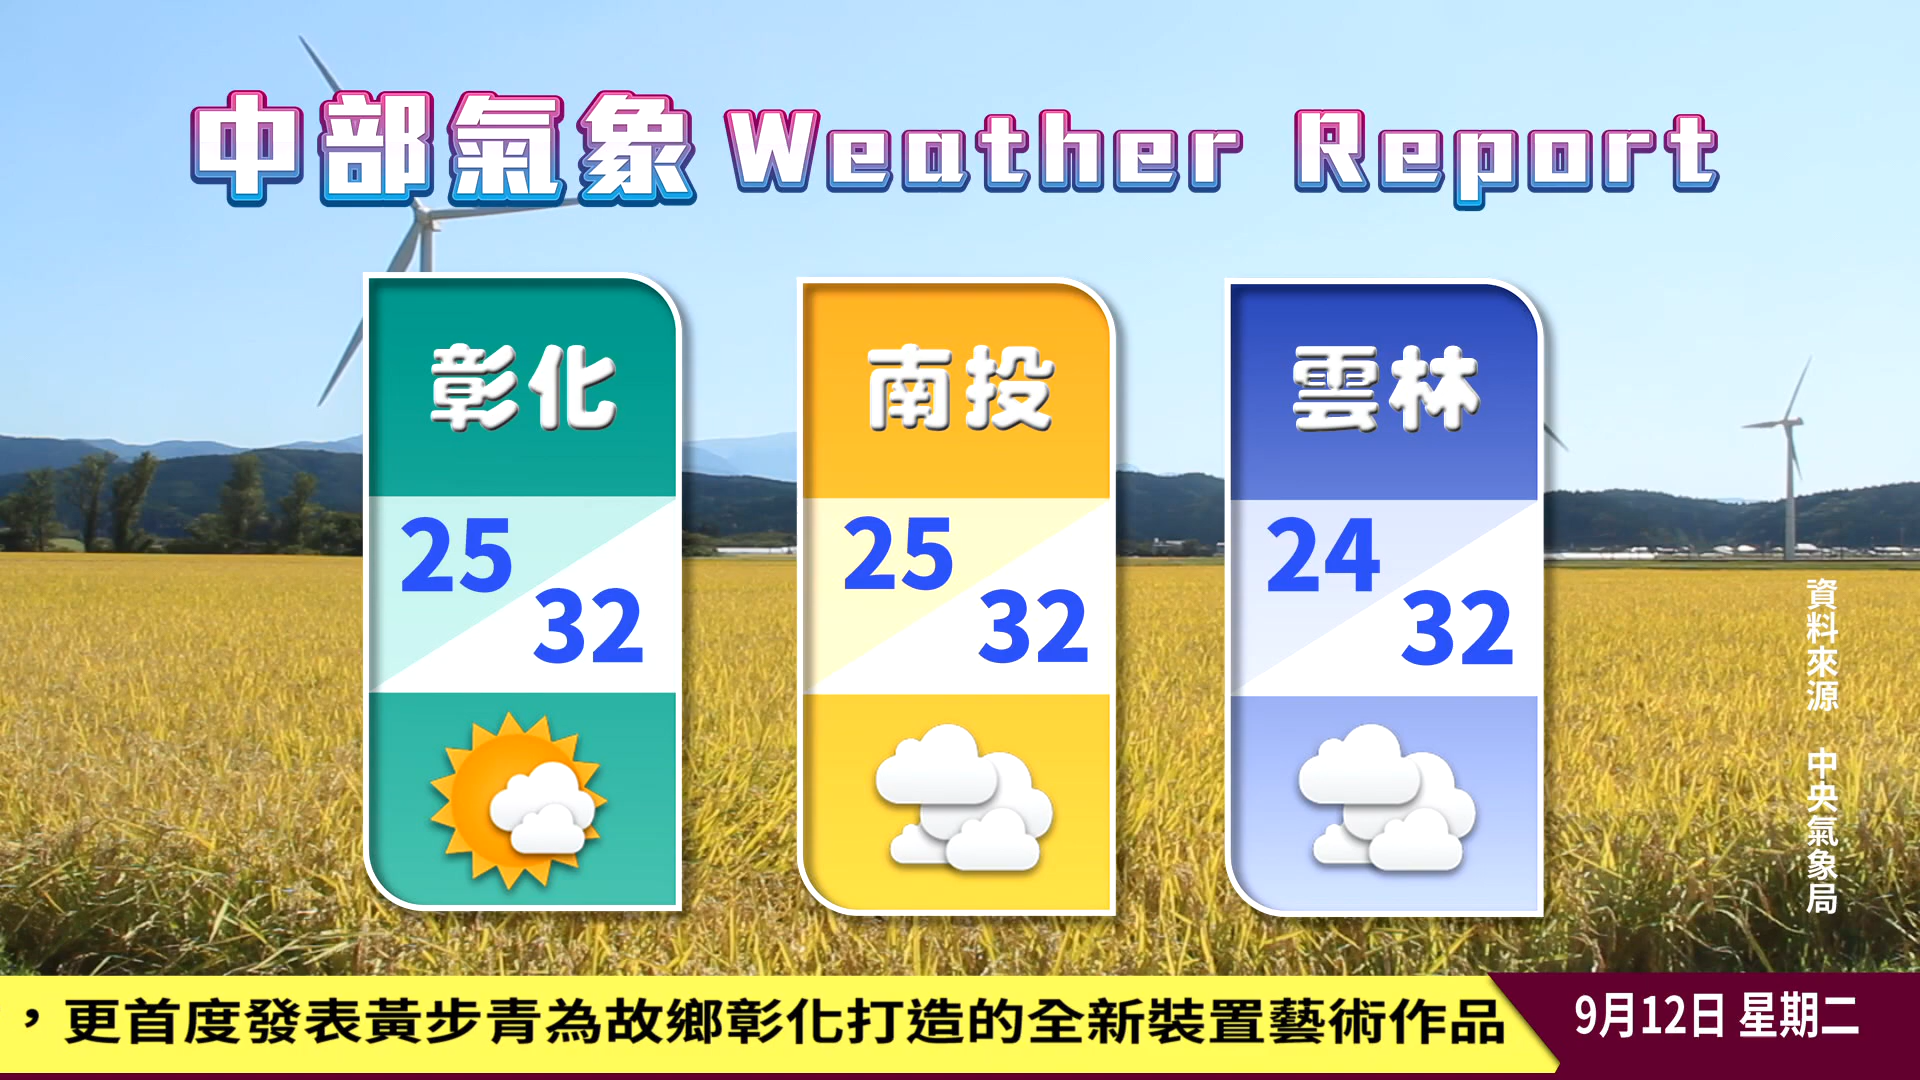 中部氣象 Weather Report
彰化
25
32
南投
25
32
雲林
24
32
資料來源 中央氣象局
，更首度發表黃步青為故鄉彰化打造的全新裝置藝術作品
9月12日 星期二